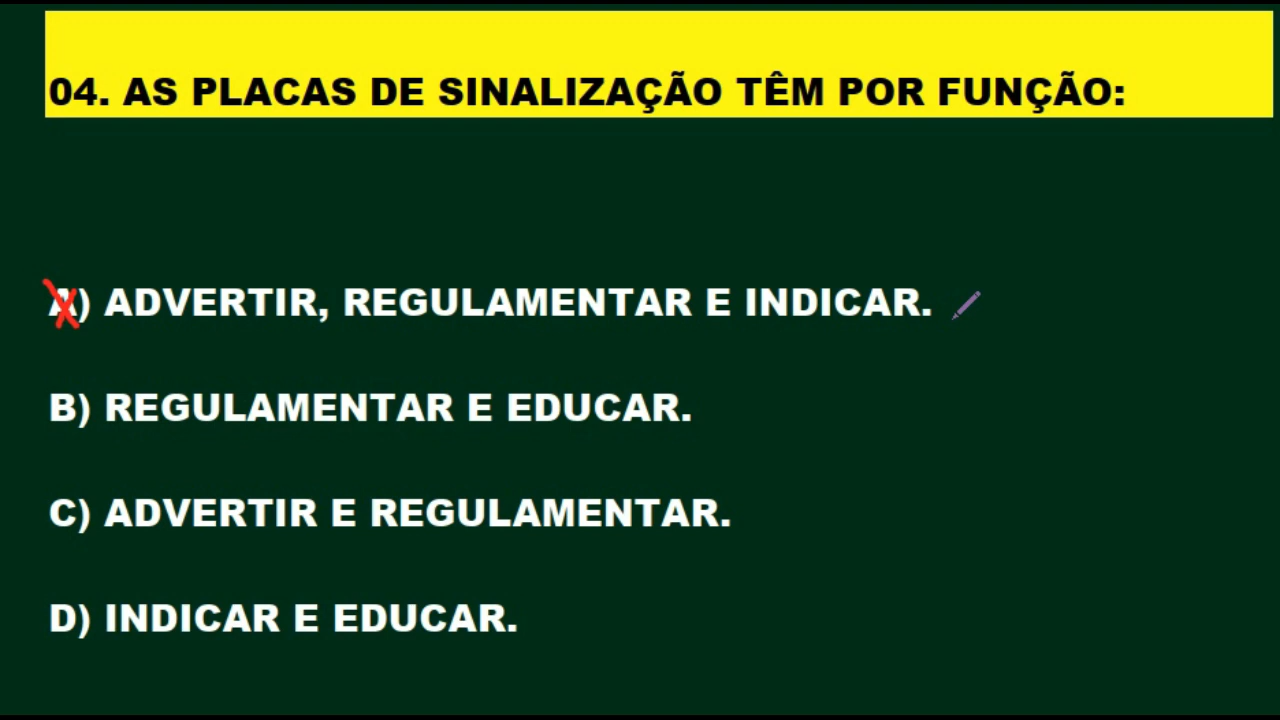 04. AS PLACAS DE SINALIZAÇÃO TÊM POR FUNÇÃO:
A) ADVERTIR, REGULAMENTAR E INDICAR.
B) REGULAMENTAR E EDUCAR.
C) ADVERTIR E REGULAMENTAR.
D) INDICAR E EDUCAR.